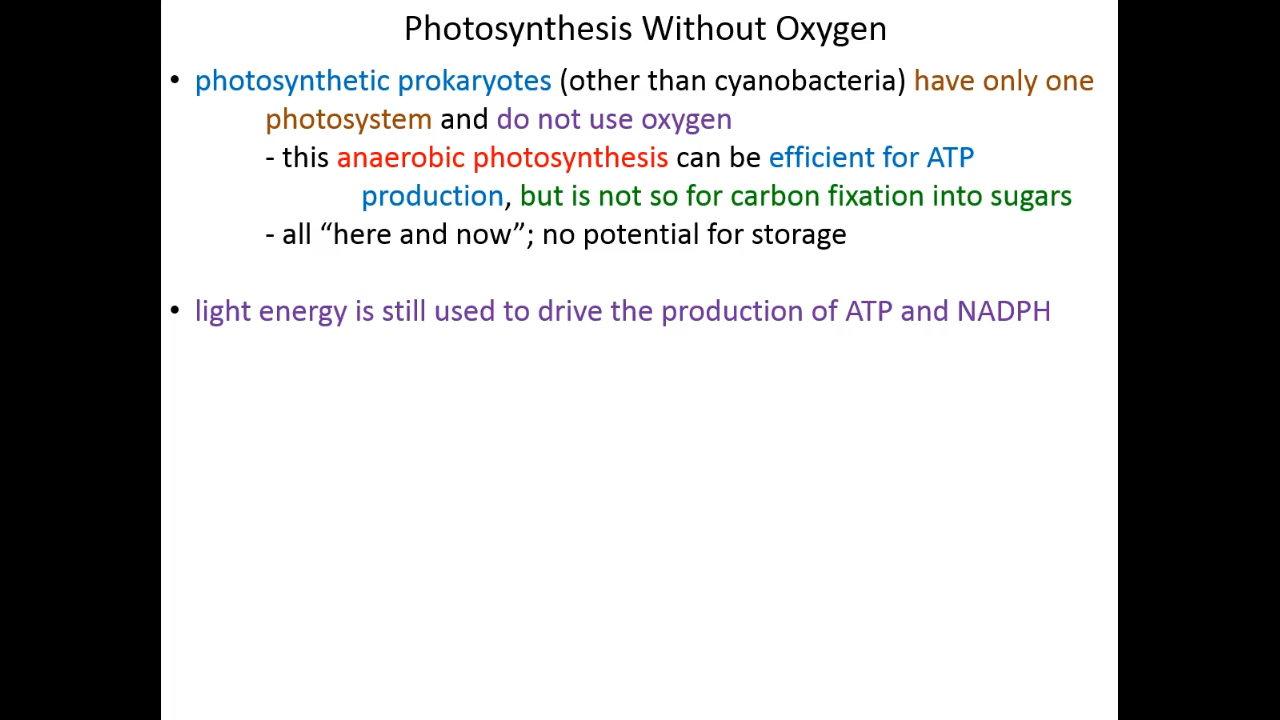 Photosynthesis Without Oxygen
• photosynthetic prokaryotes (other than cyanobacteria) have only one
photosystem and do not use oxygen
- this anaerobic photosynthesis can be efficient for ATP
production, but is not so for carbon fixation into sugars
- all “here and now”; no potential for storage
• light energy is still used to drive the production of ATP and NADPH